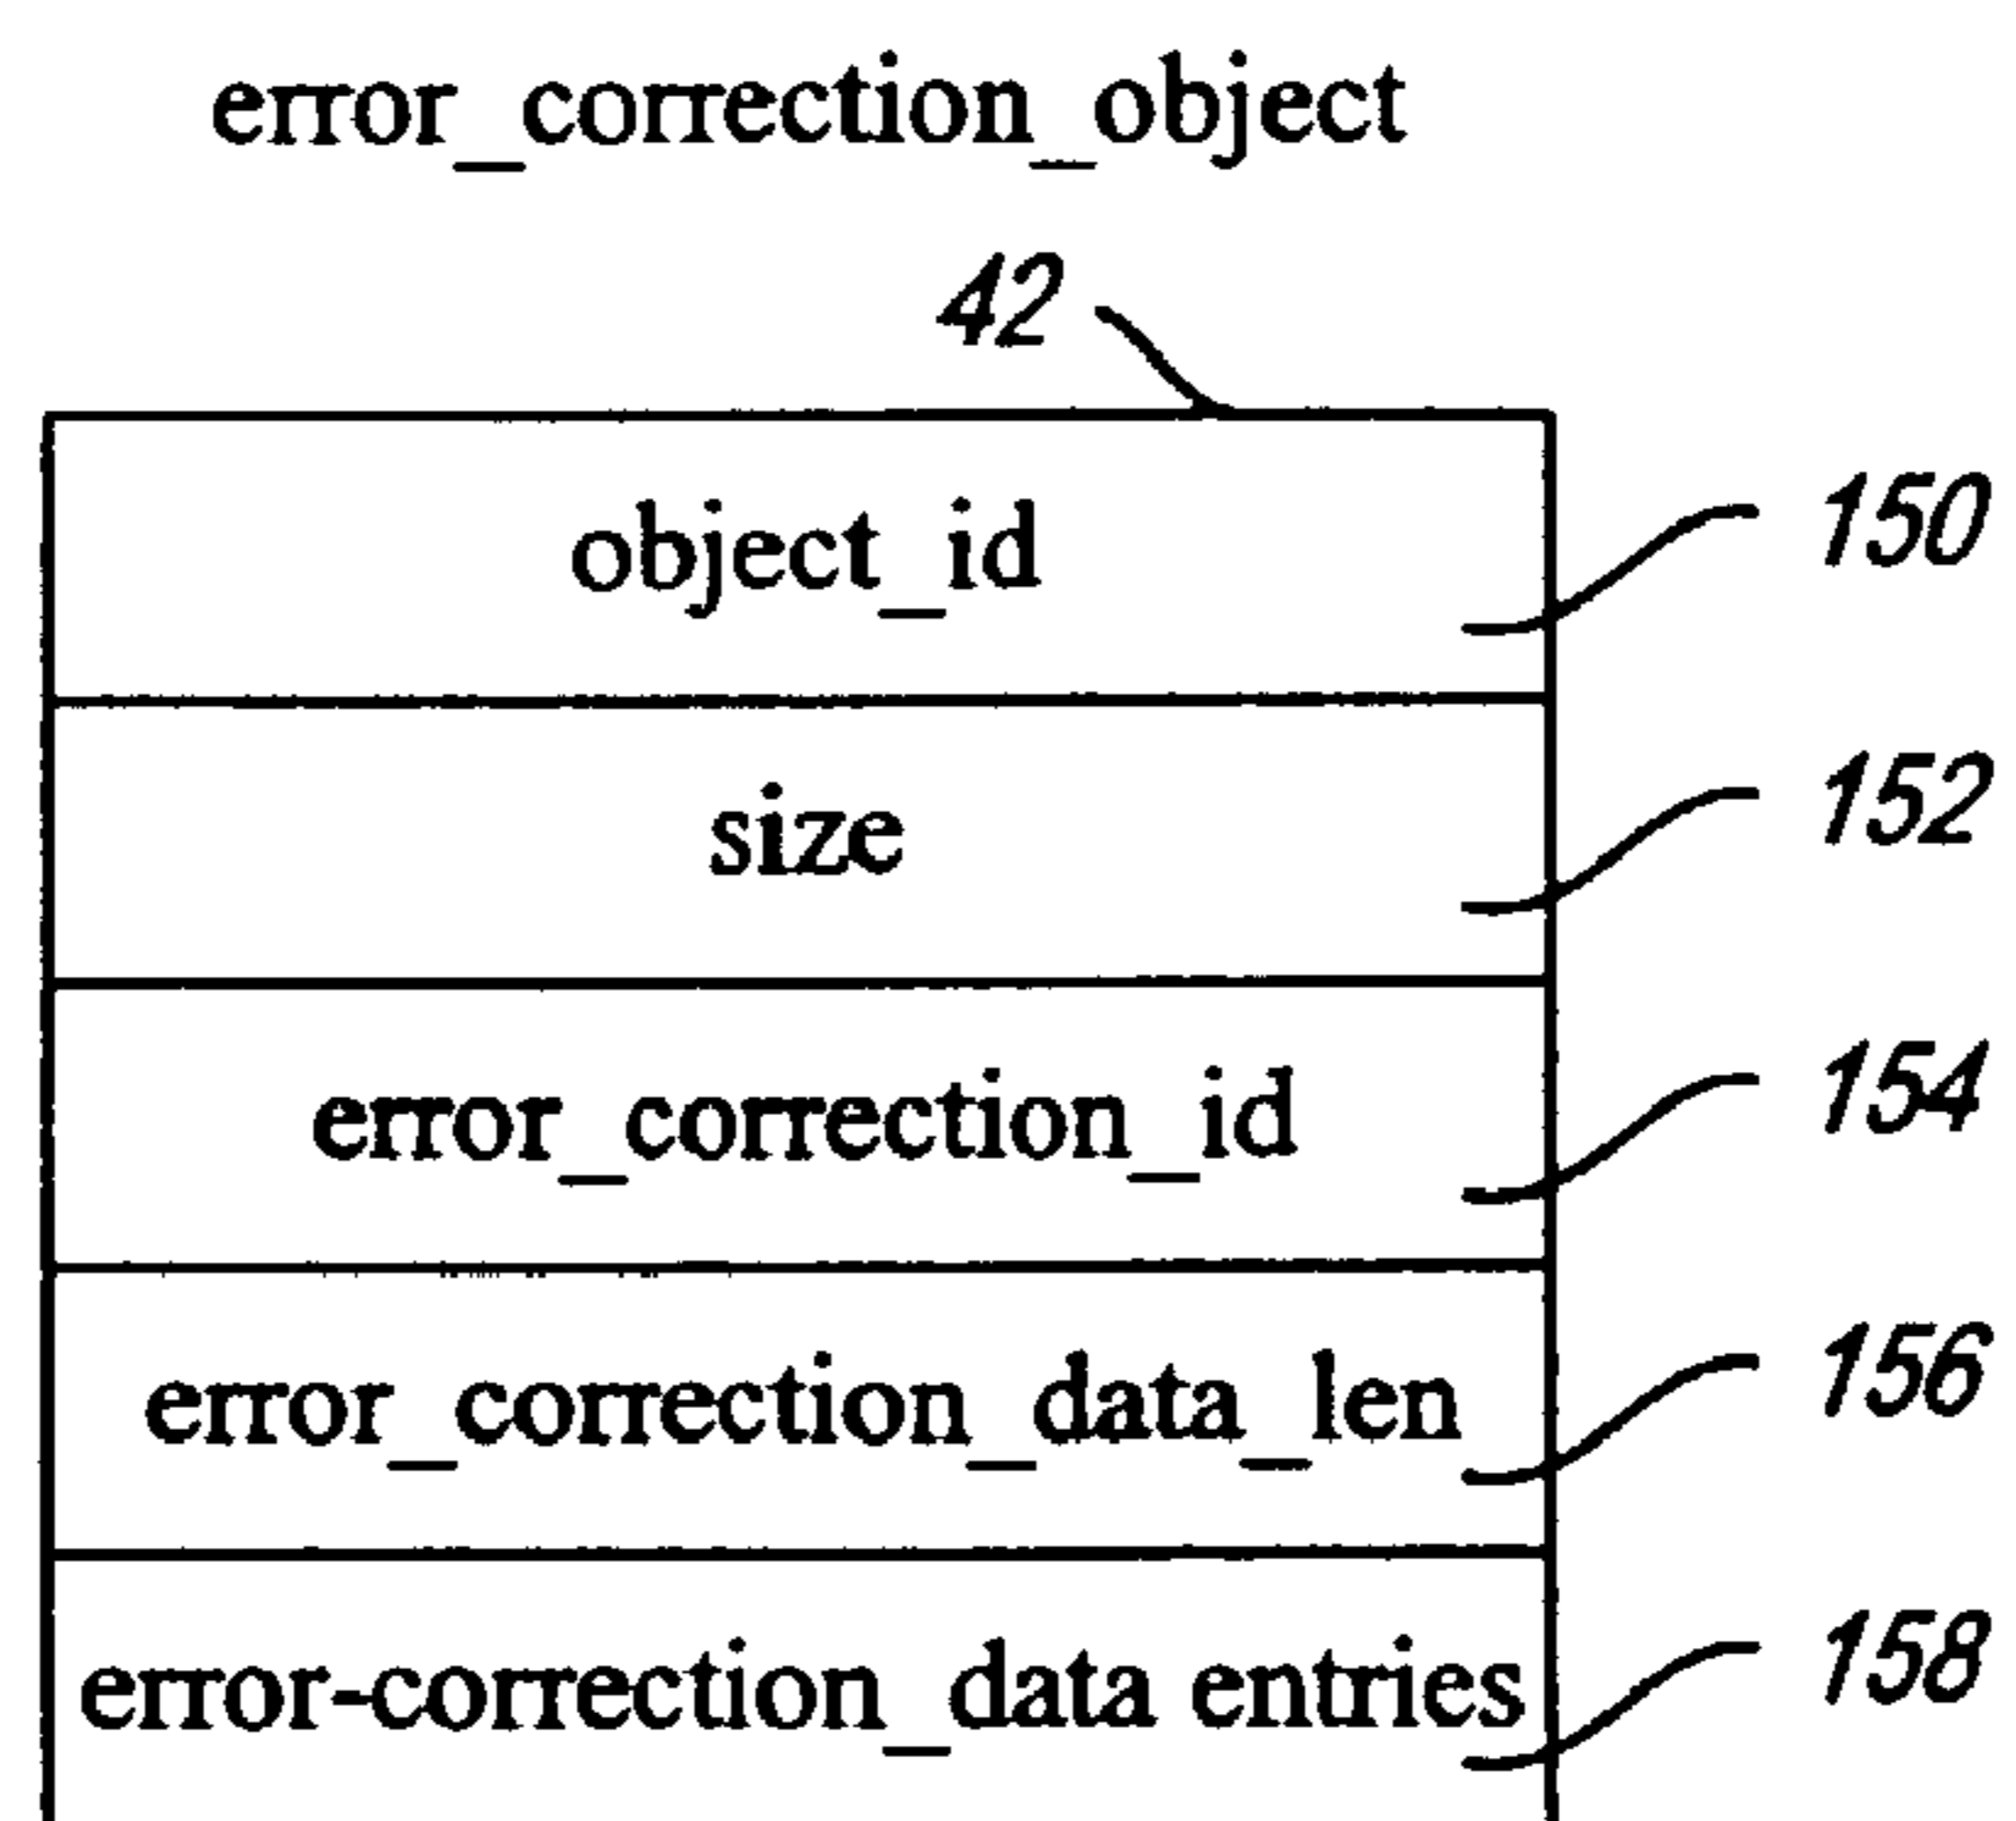 error_correction_object
42
object_id
150
size
152
error_correction_id
154
error_correction_data_len
156
error-correction_data entries
158